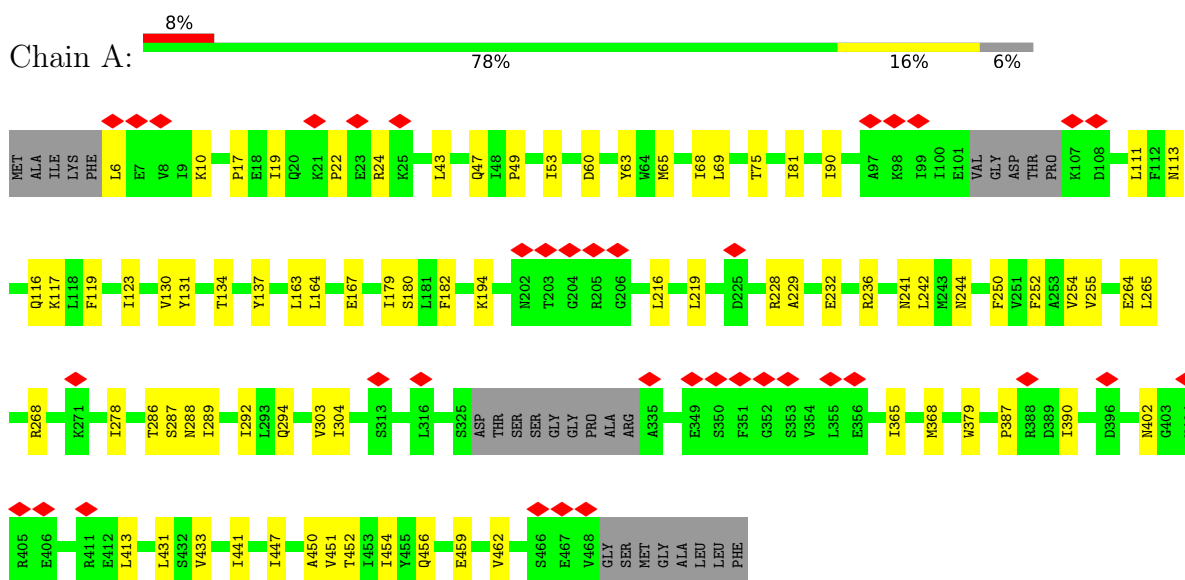 8%
Chain A:
78% 16% 6%
MET ALA ILE LYS PHE L6 E7 V8 I9 K10 P17 E18 I19 Q20 K21 P22 E23 R24 K25 L43 Q47 I48 P49 I53 D60 Y63 W64 M65 I68 L69 T75 I81 I90 A97 K98 I99 I100 E101 VAL GLY ASP THR PRO K107 D108 L111 F112 N113
Q116 K117 L118 F119 I123 V130 Y131 T134 Y137 L163 L164 E167 I179 S180 L181 F182 K194 N202 T203 G204 R205 G206 L216 L219 D225 R228 A229 E232 R236 N241 L242 M243 N244 F250 V251 F252 A253 V254 V255 E264 L265
R268 K271 I278 T286 S287 N288 I289 I292 L293 Q294 V303 I304 S313 L316 S325 ASP THR SER SER GLY GLY PRO ALA ARG A335 E349 S350 F351 G352 S353 V354 L355 E356 I365 M368 W379 P387 R388 D389 I390 D396 N402 G403
R405 E406 R411 E412 L413 L431 S432 V433 I441 I447 A450 V451 T452 I453 I454 Y455 Q456 E459 V462 S466 E467 V468 GLY SER MET GLY ALA LEU LEU PHE